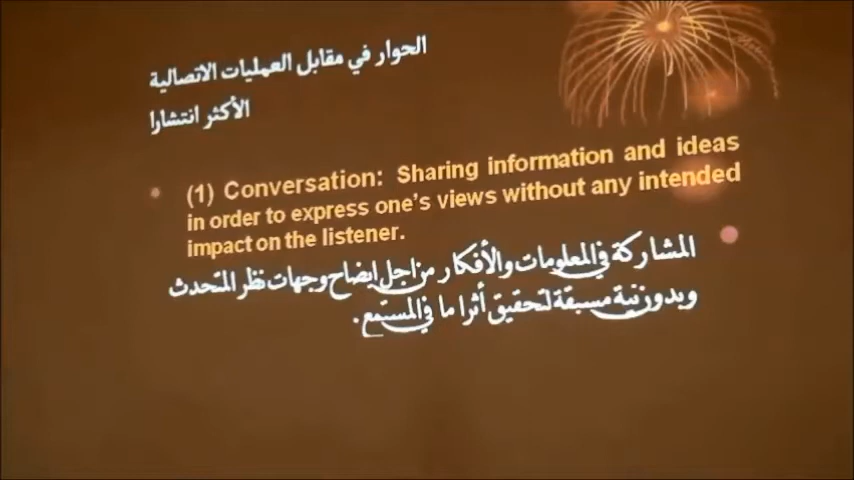 الحوار في مقابل العمليات الاتصالية
الأكثر انتشارا
(1) Conversation: Sharing information and ideas
in order to express one's views without any intended
impact on the listener.
المشاركة في المعلومات والأفكار من اجل إيضاح وجهات نظر المتحدث
وبدون نية مسبقة لتحقيق أثرا ما في المستمع.